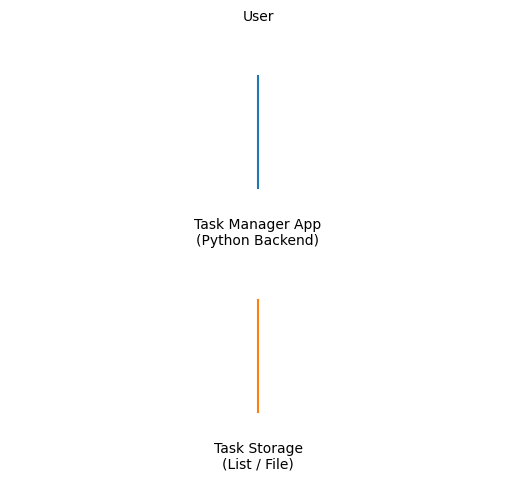 User
Task Manager App
(Python Backend)
Task Storage
(List / File)